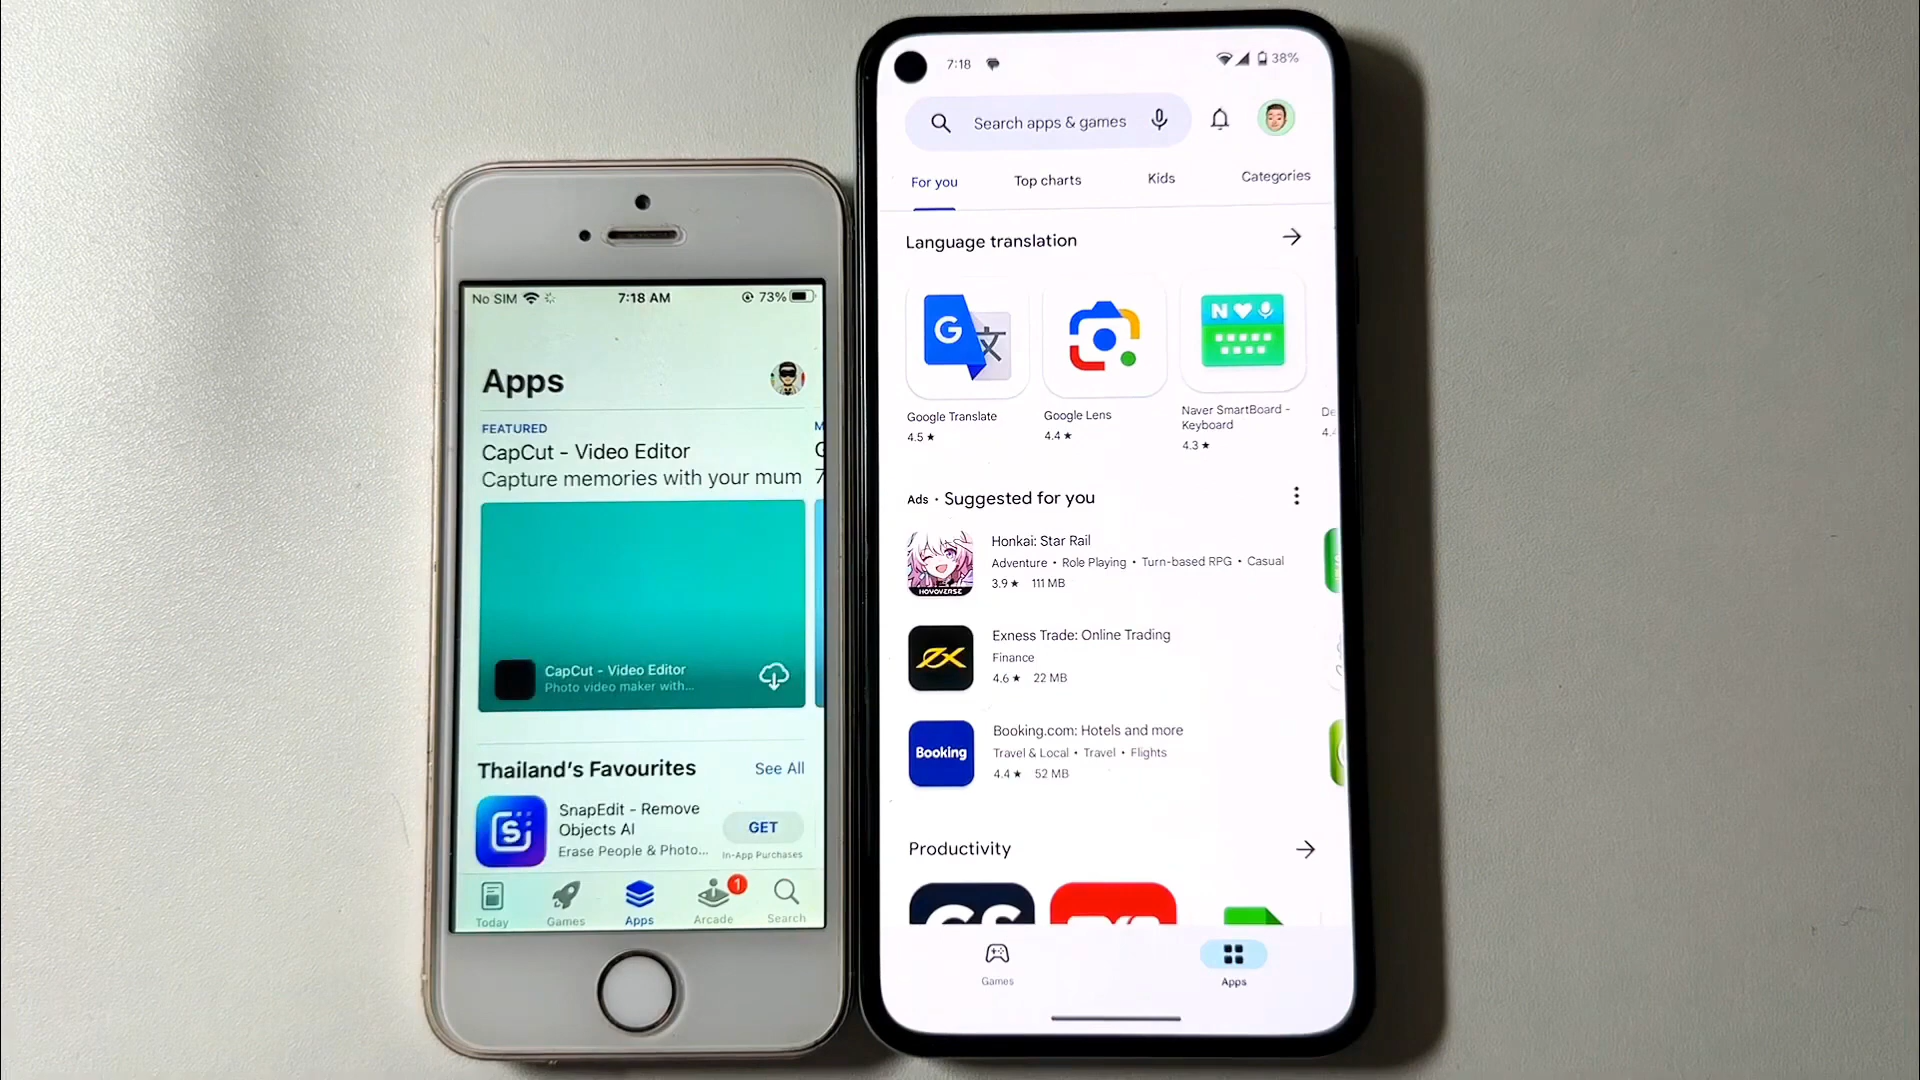 No SIM
7:18 AM
73%
Apps
FEATURED
CapCut - Video Editor
Capture memories with your mum
CapCut - Video Editor
Photo video maker with...
Thailand's Favourites
See All
SnapEdit - Remove
Objects AI
Erase People & Photo...
GET
In-App Purchases
Today
Games
Apps
Arcade
1
Search
7:18
38%
Search apps & games
For you
Top charts
Kids
Categories
Language translation
G
文
N
Google Translate
4.5 ★
Google Lens
4.4 ★
Naver SmartBoard -
Keyboard
4.3 ★
De
4.
Ads • Suggested for you
HOYOVERSE
Honkai: Star Rail
Adventure • Role Playing • Turn-based RPG • Casual
3.9 ★ 111 MB
Exness Trade: Online Trading
Finance
4.6 ★ 22 MB
Booking
Booking.com: Hotels and more
Travel & Local • Travel • Flights
4.4 ★ 52 MB
Productivity
Games
Apps